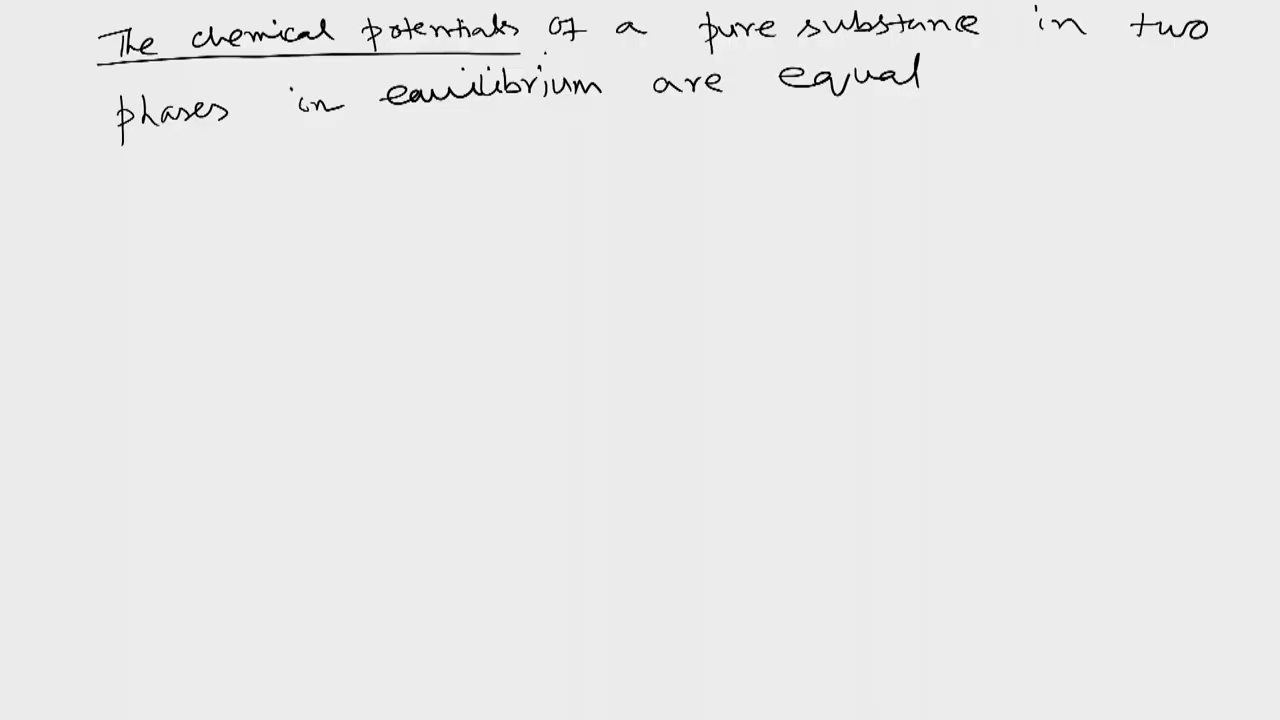 The chemical potentials of a pure substance in two
phases in equilibrium are equal